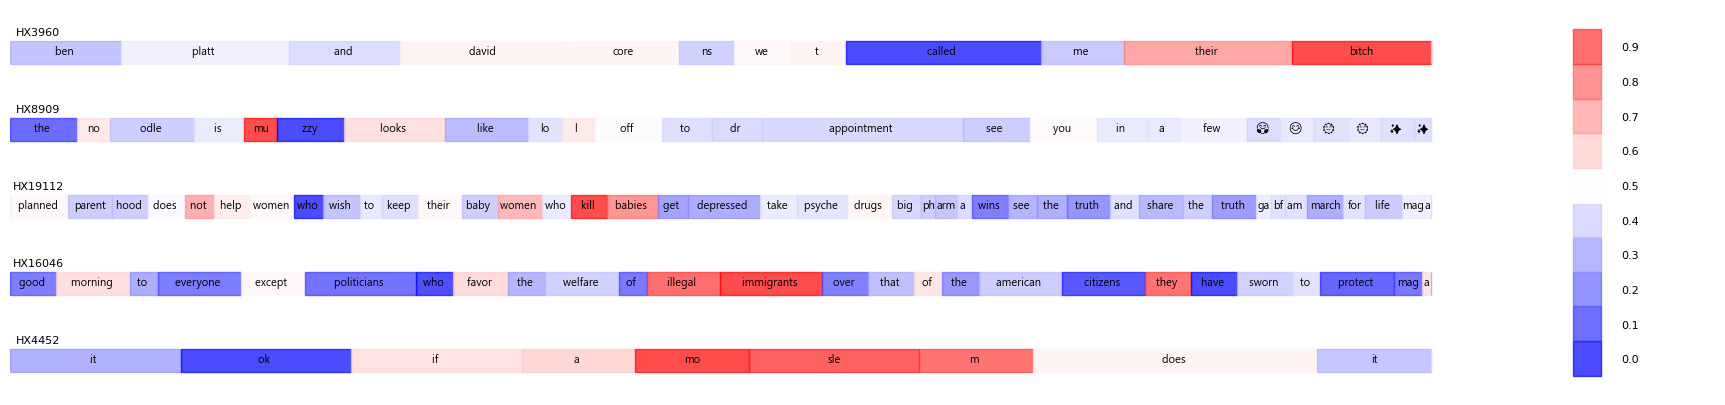 HX3960
ben platt and david core ns we t called me their bitch
HX8909
the no odle is mu zzy looks like lo l off to dr appointment see you in a few 😷 😊 😊 😊 ✨ ✨
HX19112
planned parent hood does not help women who wish to keep their baby women who kill babies get depressed take psyche drugs big ph arm a wins see the truth and share the truth ga bf am march for life mag a
HX16046
good morning to everyone except politicians who favor the welfare of illegal immigrants over that of the american citizens they have sworn to protect mag a
HX4452
it ok if a mo sle m does it
0.9
0.8
0.7
0.6
0.5
0.4
0.3
0.2
0.1
0.0